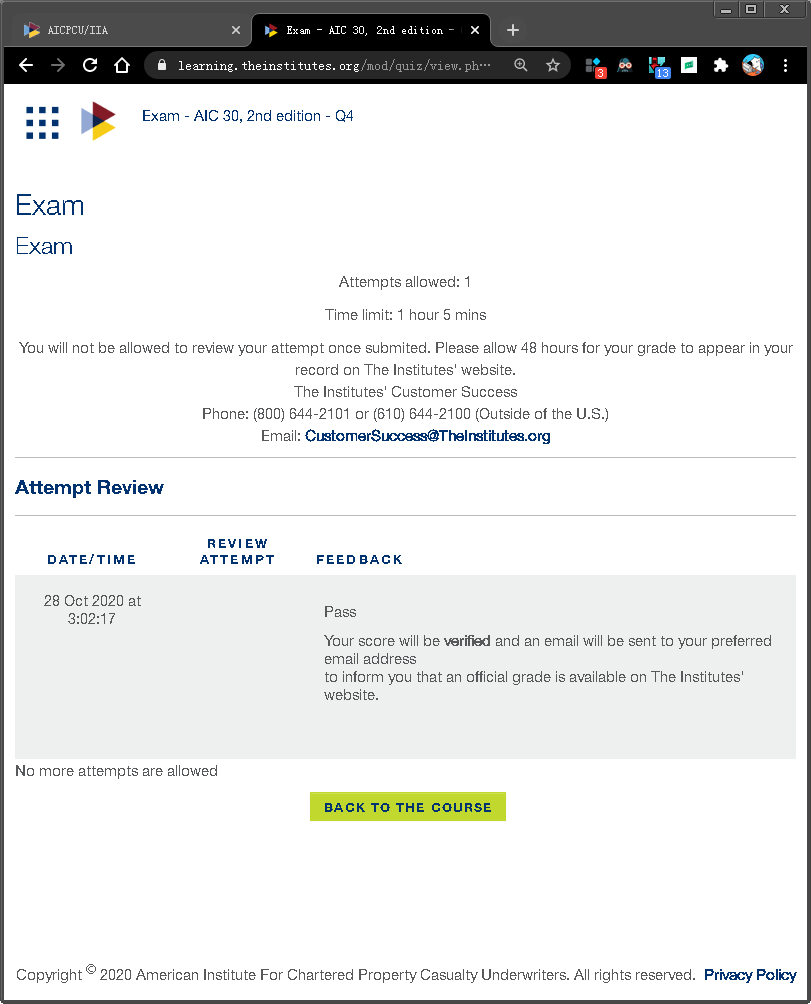 AICPCU/IIA
Exam - AIC 30, 2nd edition -
learning.theinstitutes.org/mod/quiz/view.ph…
3
13
Exam - AIC 30, 2nd edition - Q4
Exam
Exam
Attempts allowed: 1
Time limit: 1 hour 5 mins
You will not be allowed to review your attempt once submited. Please allow 48 hours for your grade to appear in your
record on The Institutes' website.
The Institutes' Customer Success
Phone: (800) 644-2101 or (610) 644-2100 (Outside of the U.S.)
Email: CustomerSuccess@TheInstitutes.org
Attempt Review
DATE/TIME
REVIEW
ATTEMPT
FEEDBACK
28 Oct 2020 at
3:02:17
Pass
Your score will be verified and an email will be sent to your preferred
email address
to inform you that an official grade is available on The Institutes'
website.
No more attempts are allowed
BACK TO THE COURSE
Copyright © 2020 American Institute For Chartered Property Casualty Underwriters. All rights reserved. Privacy Policy